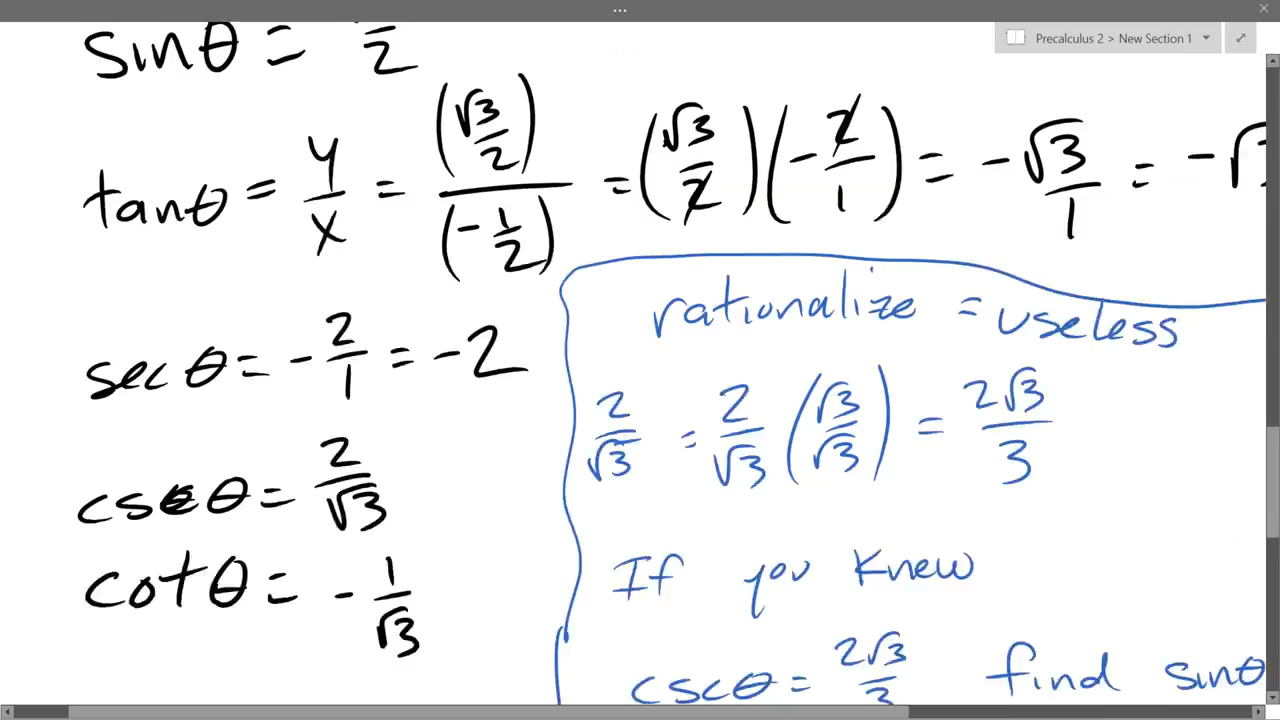 ...
Precalculus 2 > New Section 1
sinθ = /2
tanθ = y/x = (√3/2)/(-1/2) = (√3/2)(-2/1) = -√3/1 = -√
rationalize = useless
secθ = -2/1 = -2
2/√3 = 2/√3 (√3/√3) = 2√3/3
cscθ = 2/√3
cotθ = -1/√3
If you knew
cscθ = 2√3/3 find sinθ